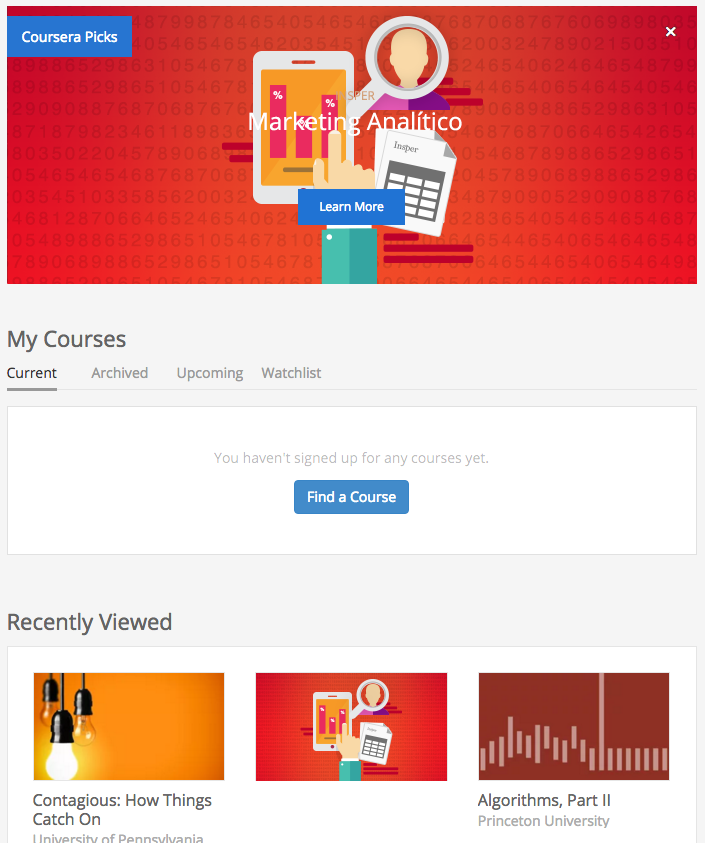 Coursera Picks
×
INSPER
Marketing Analítico
%
%
%
Insper
Learn More
My Courses
Current Archived Upcoming Watchlist
You haven't signed up for any courses yet.
Find a Course
Recently Viewed
Contagious: How Things
Catch On
University of Pennsylvania
Algorithms, Part II
Princeton University